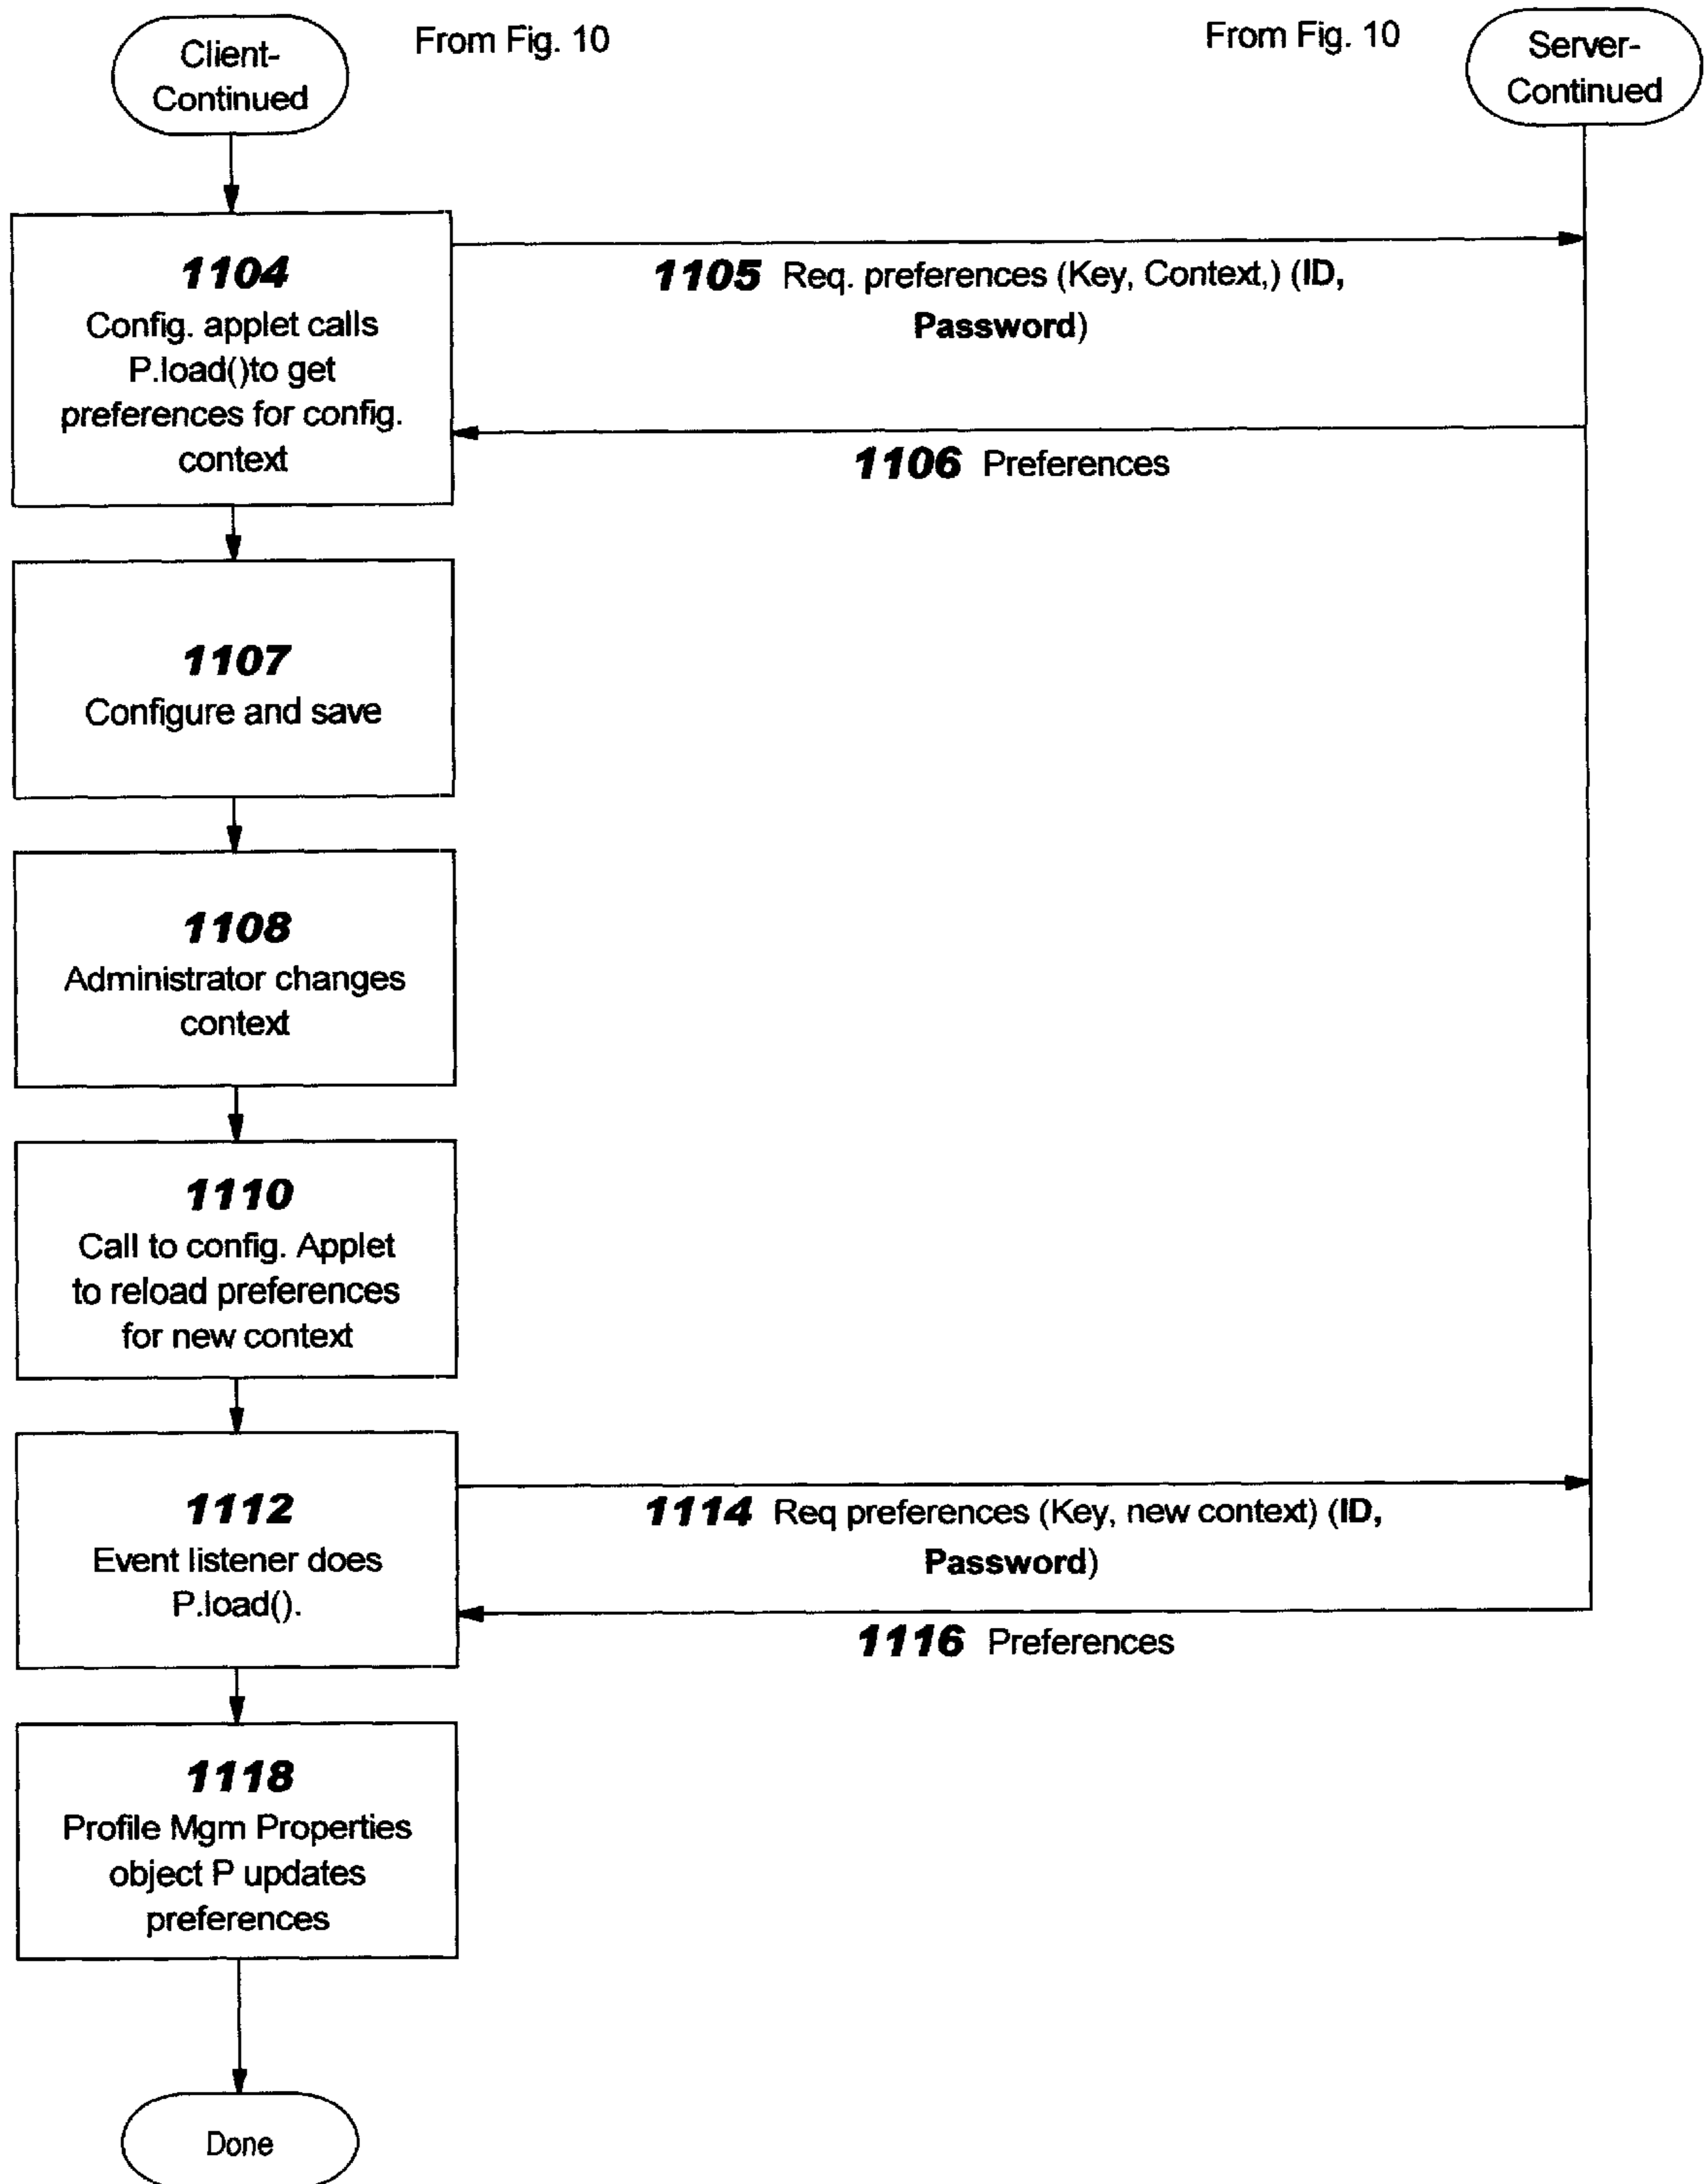 Client-
Continued
From Fig. 10
From Fig. 10
Server-
Continued
1104
Config. applet calls
P.load()to get
preferences for config.
context
1105 Req. preferences (Key, Context,) (ID,
Password)
1106 Preferences
1107
Configure and save
1108
Administrator changes
context
1110
Call to config. Applet
to reload preferences
for new context
1112
Event listener does
P.load().
1114 Req preferences (Key, new context) (ID,
Password)
1116 Preferences
1118
Profile Mgm Properties
object P updates
preferences
Done